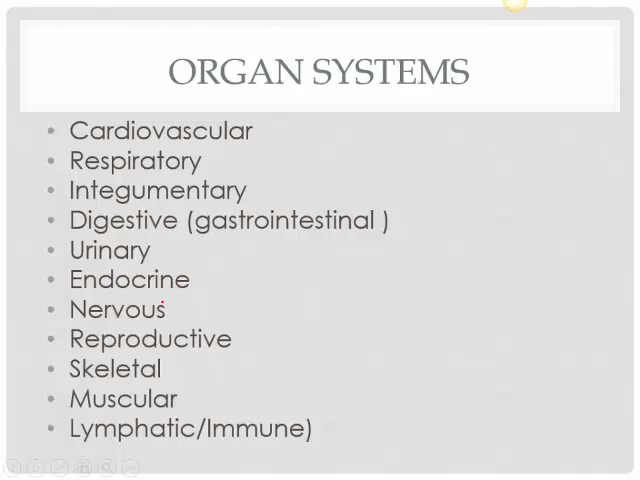 ORGAN SYSTEMS
• Cardiovascular
• Respiratory
• Integumentary
• Digestive (gastrointestinal )
• Urinary
• Endocrine
• Nervous
• Reproductive
• Skeletal
• Muscular
• Lymphatic/Immune)